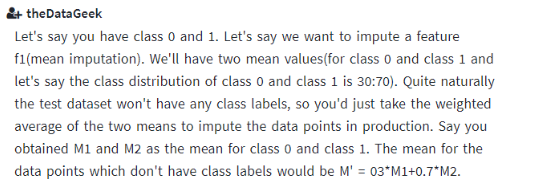 theDataGeek
Let's say you have class 0 and 1. Let's say we want to impute a feature
f1(mean imputation). We'll have two mean values(for class 0 and class 1 and
let's say the class distribution of class 0 and class 1 is 30:70). Quite naturally
the test dataset won't have any class labels, so you'd just take the weighted
average of the two means to impute the data points in production. Say you
obtained M1 and M2 as the mean for class 0 and class 1. The mean for the
data points which don't have class labels would be M' = 03*M1+0.7*M2.